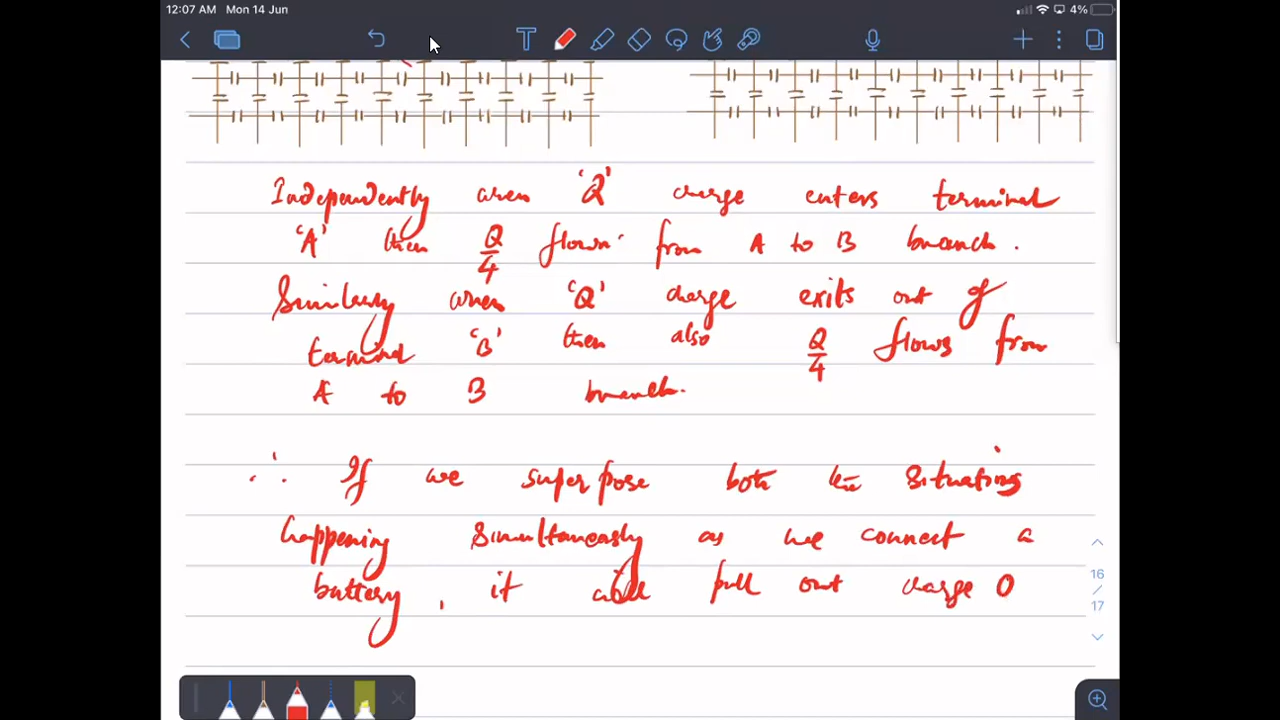 12:07 AM Mon 14 Jun
4%
T
Independently when 'Q' charge enters terminal
'A' then Q/4 flows from A to B branch.
Similarly when 'Q' charge exits out of
terminal 'B' then also Q/4 flows from
A to B branch.
∴ If we superpose both the situations
happening simultaneously as we connect a
battery, it will pull out charge Q
16
/
17